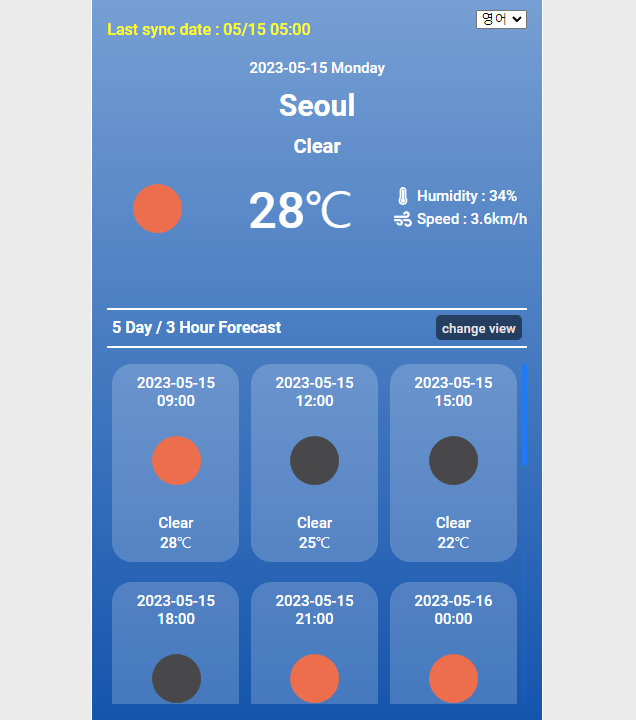 영어
Last sync date : 05/15 05:00
2023-05-15 Monday
Seoul
Clear
28℃
Humidity : 34%
Speed : 3.6km/h
5 Day / 3 Hour Forecast
change view
2023-05-15
09:00
Clear
28℃
2023-05-15
12:00
Clear
25℃
2023-05-15
15:00
Clear
22℃
2023-05-15
18:00
2023-05-15
21:00
2023-05-16
00:00